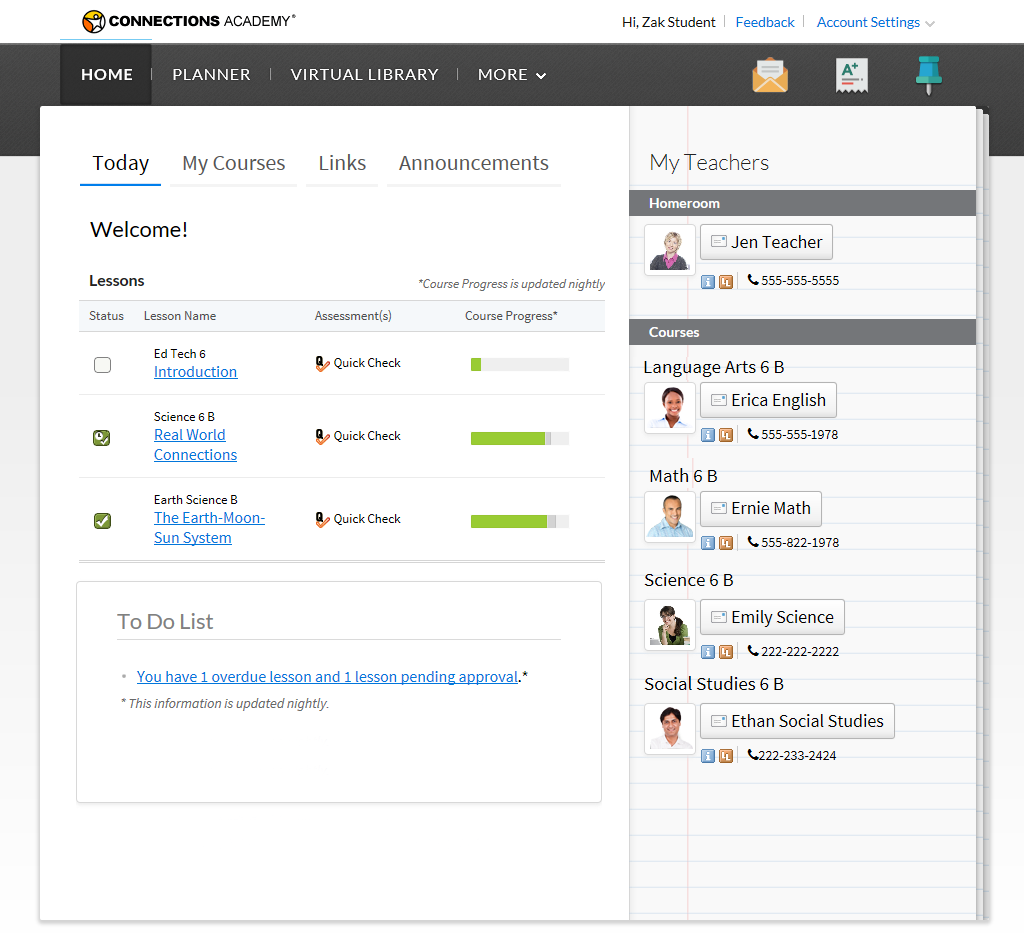 CONNECTIONS ACADEMY®
Hi, Zak Student
Feedback
Account Settings
HOME
PLANNER
VIRTUAL LIBRARY
MORE
A+
Today
My Courses
Links
Announcements
Welcome!
Lessons
*Course Progress is updated nightly
Status
Lesson Name
Assessment(s)
Course Progress*
Ed Tech 6
Introduction
Quick Check
Science 6 B
Real World
Connections
Quick Check
Earth Science B
The Earth-Moon-
Sun System
Quick Check
To Do List
You have 1 overdue lesson and 1 lesson pending approval.*
* This information is updated nightly.
My Teachers
Homeroom
Jen Teacher
555-555-5555
Courses
Language Arts 6 B
Erica English
555-555-1978
Math 6 B
Ernie Math
555-822-1978
Science 6 B
Emily Science
222-222-2222
Social Studies 6 B
Ethan Social Studies
222-233-2424